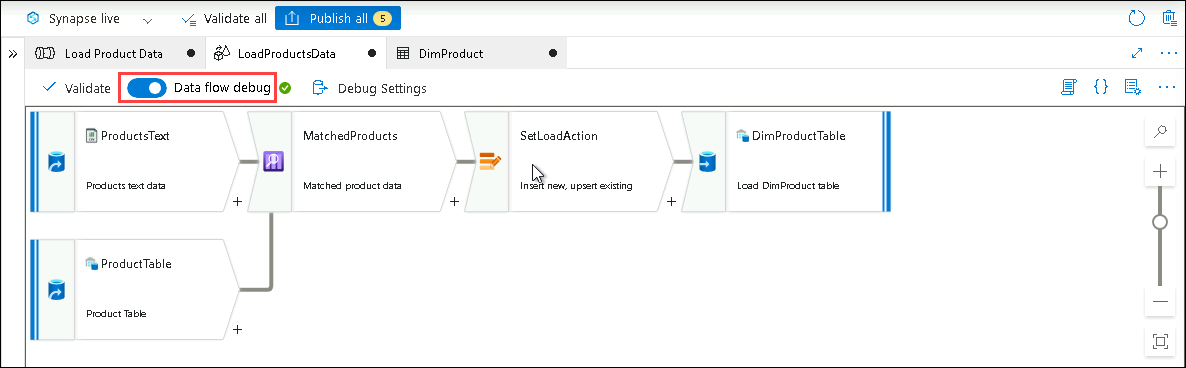 Synapse live Validate all Publish all 5
» Load Product Data LoadProductsData DimProduct
Validate Data flow debug Debug Settings {}
ProductsText MatchedProducts SetLoadAction DimProductTable
Products text data Matched product data Insert new, upsert existing Load DimProduct table
+ + +
ProductTable
Product Table
+